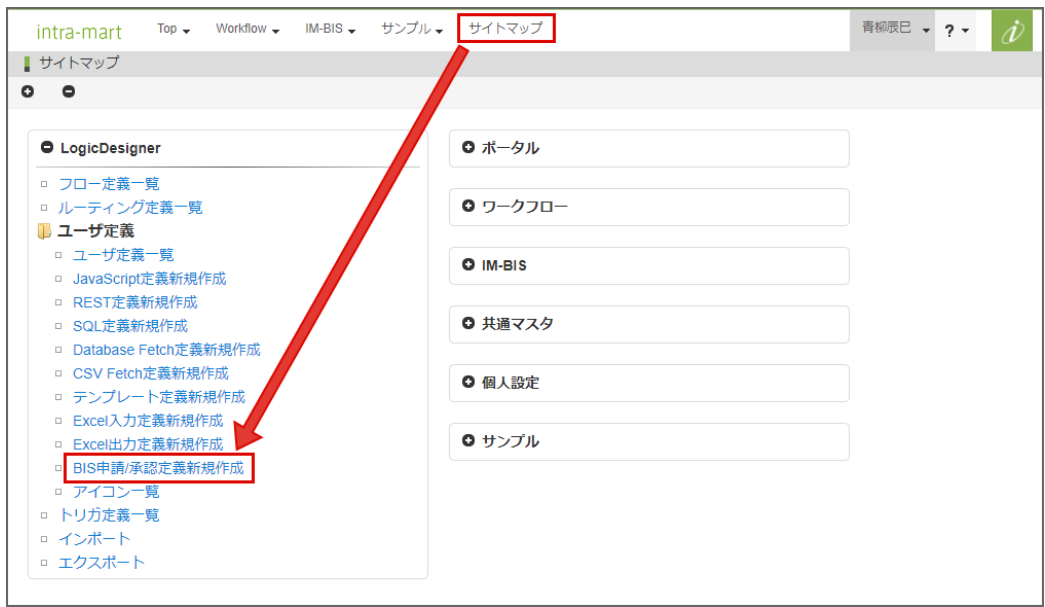 intra-mart Top Workflow IM-BIS サンプル サイトマップ 青柳辰巳 ?
サイトマップ
LogicDesigner
フロー定義一覧
ルーティング定義一覧
ユーザ定義
ユーザ定義一覧
JavaScript定義新規作成
REST定義新規作成
SQL定義新規作成
Database Fetch定義新規作成
CSV Fetch定義新規作成
テンプレート定義新規作成
Excel入力定義新規作成
Excel出力定義新規作成
BIS申請/承認定義新規作成
アイコン一覧
トリガ定義一覧
インポート
エクスポート
ポータル
ワークフロー
IM-BIS
共通マスタ
個人設定
サンプル